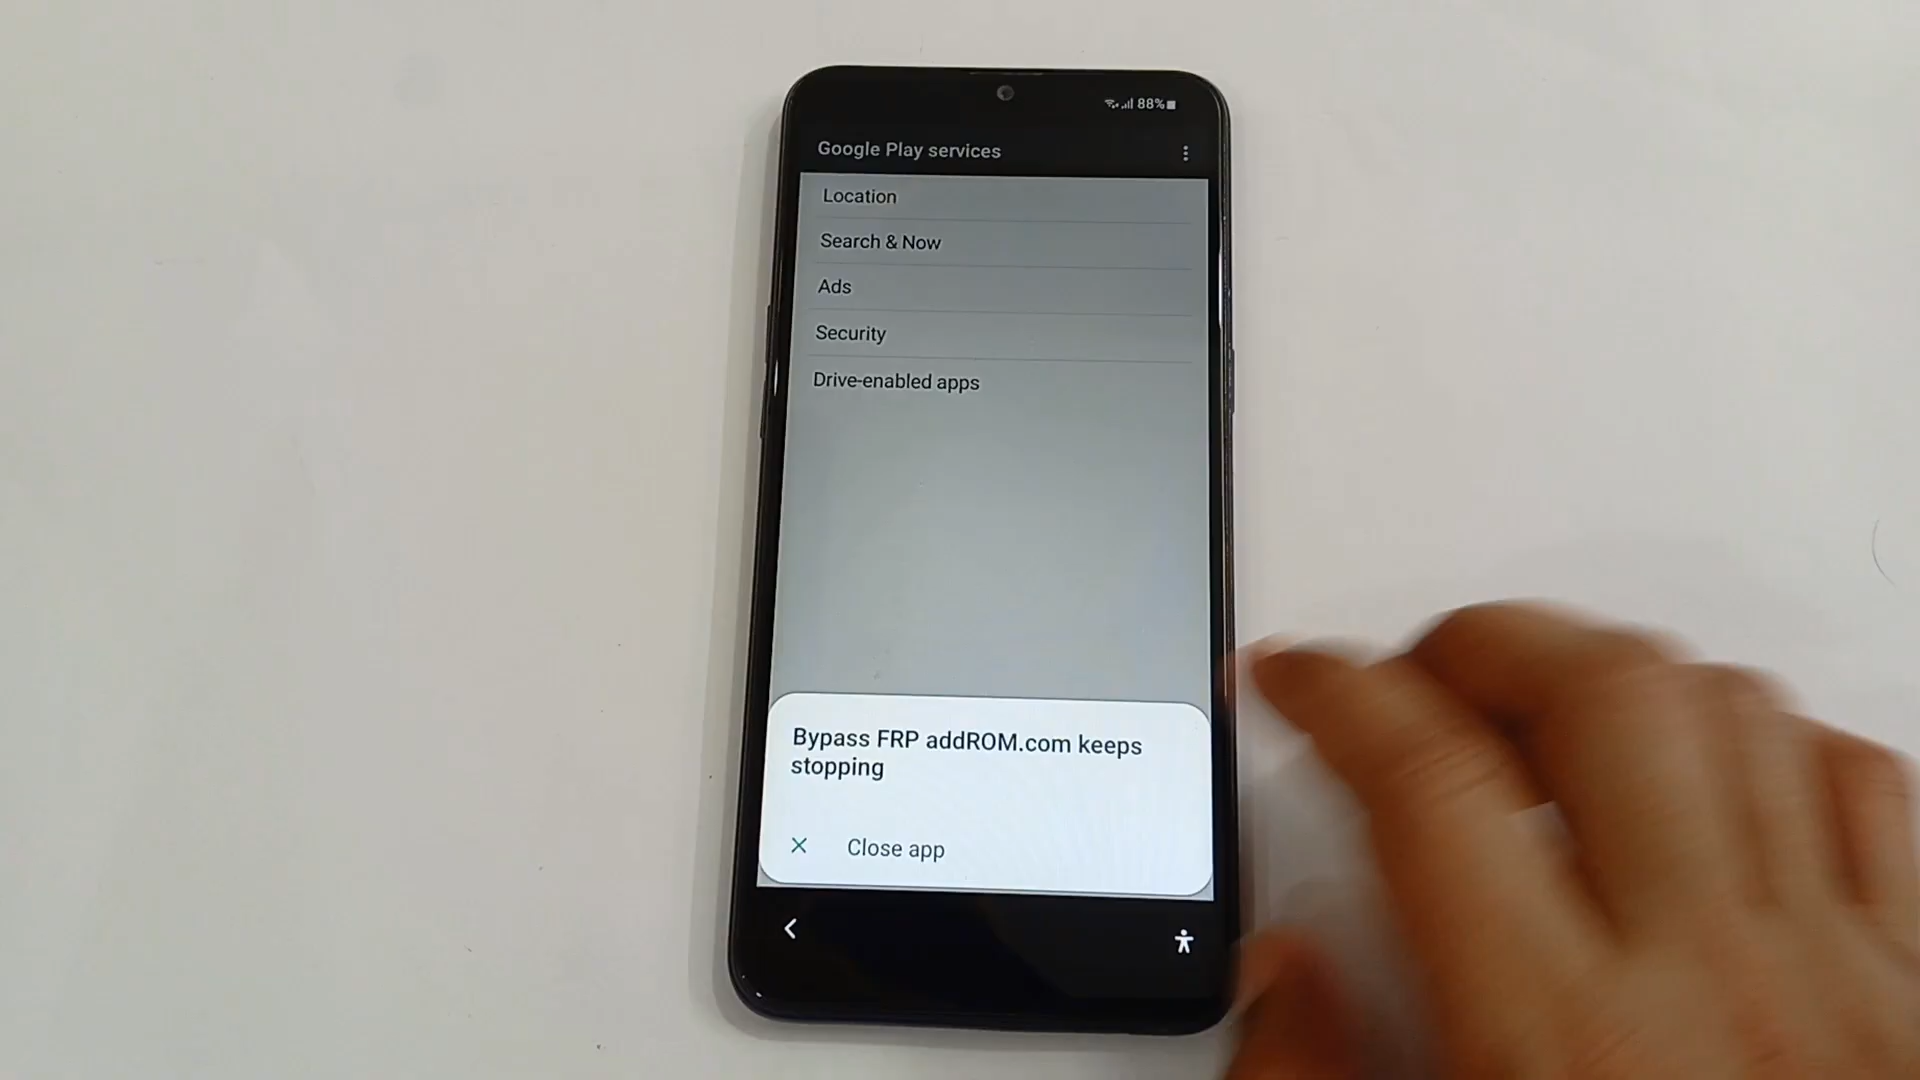 88%
Google Play services
Location
Search & Now
Ads
Security
Drive-enabled apps
Bypass FRP addROM.com keeps
stopping
Close app